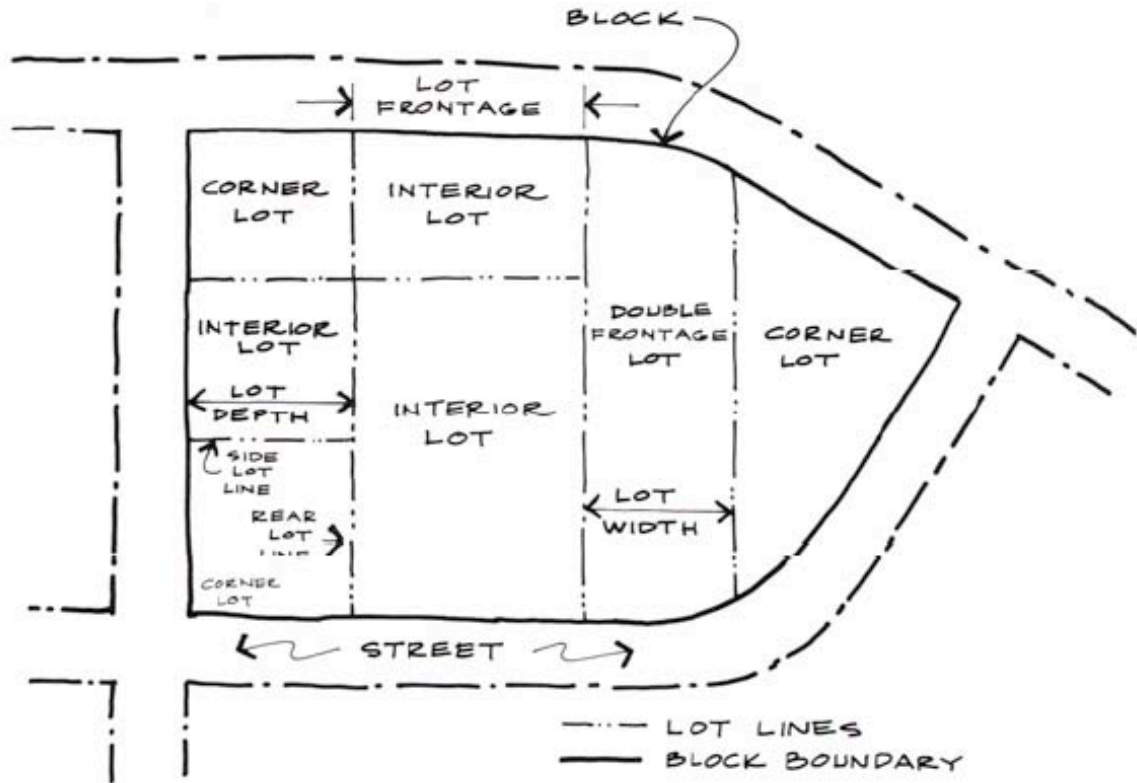 BLOCK
LOT
FRONTAGE
CORNER
LOT
INTERIOR
LOT
INTERIOR
LOT
DOUBLE
FRONTAGE
LOT
CORNER
LOT
LOT
DEPTH
INTERIOR
LOT
SIDE
LOT
LINE
REAR
LOT
LINE
LOT
WIDTH
CORNER
LOT
STREET
LOT LINES
BLOCK BOUNDARY